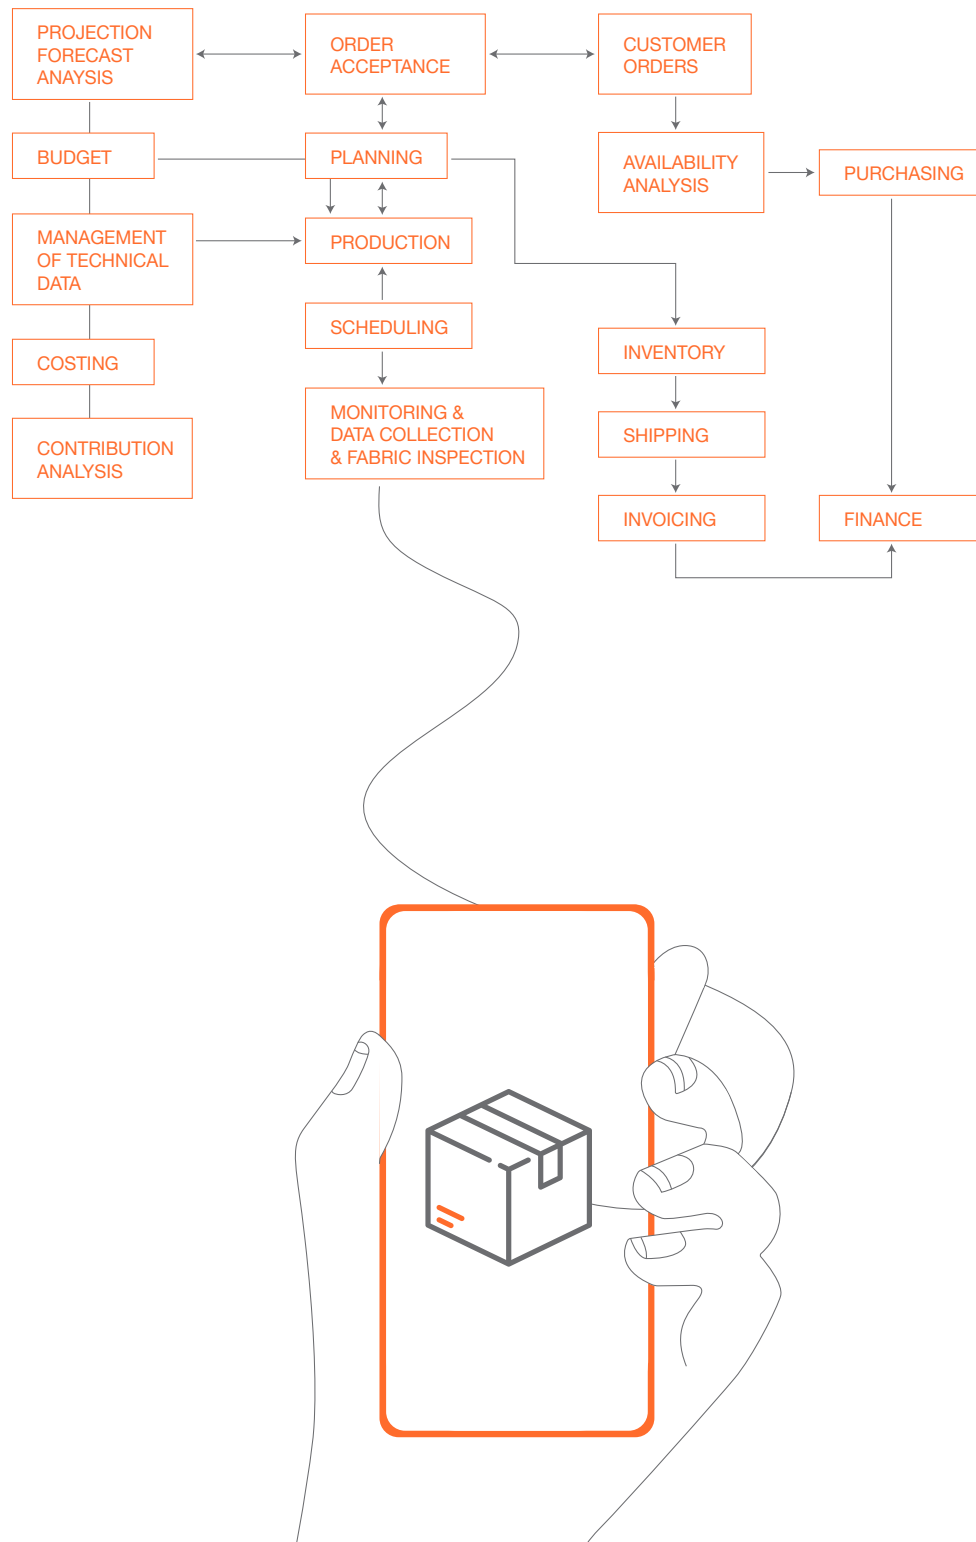 PROJECTION
FORECAST
ANAYSIS
ORDER
ACCEPTANCE
CUSTOMER
ORDERS
BUDGET
PLANNING
AVAILABILITY
ANALYSIS
PURCHASING
MANAGEMENT
OF TECHNICAL
DATA
PRODUCTION
SCHEDULING
COSTING
INVENTORY
MONITORING &
DATA COLLECTION
& FABRIC INSPECTION
SHIPPING
CONTRIBUTION
ANALYSIS
INVOICING
FINANCE